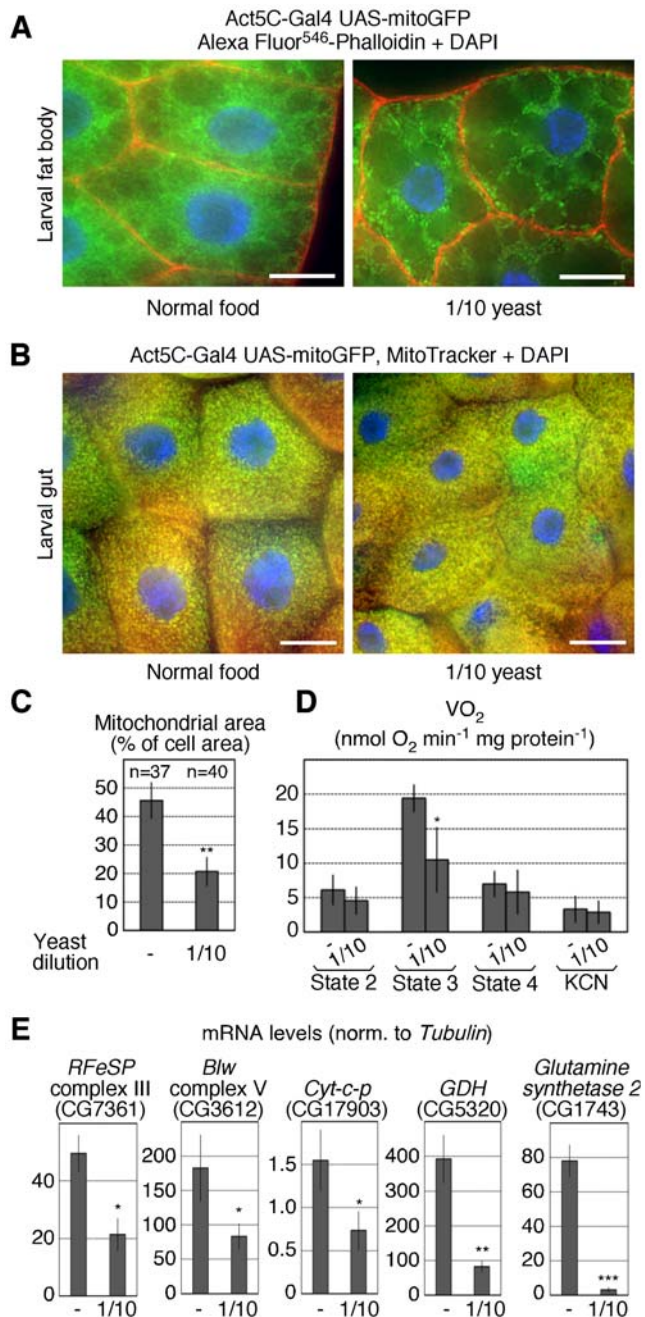 A
Act5C-Gal4 UAS-mitoGFP
Alexa Fluor546-Phalloidin + DAPI
Larval fat body
Normal food
1/10 yeast
B
Act5C-Gal4 UAS-mitoGFP, MitoTracker + DAPI
Larval gut
Normal food
1/10 yeast
C
Mitochondrial area
(% of cell area)
n=37 n=40
50
40
30
20
10
0
**
Yeast
dilution
- 1/10
D
VO2
(nmol O2 min-1 mg protein-1)
20
15
10
5
0
*
- 1/10 - 1/10 - 1/10 - 1/10
State 2 State 3 State 4 KCN
E
mRNA levels (norm. to Tubulin)
RFeSP
complex III
(CG7361)
40
20
0
*
- 1/10
Blw
complex V
(CG3612)
200
150
100
50
0
*
- 1/10
Cyt-c-p
(CG17903)
1.5
1.0
0.5
0
*
- 1/10
GDH
(CG5320)
400
300
200
100
0
**
- 1/10
Glutamine
synthetase 2
(CG1743)
80
60
40
20
0
***
- 1/10